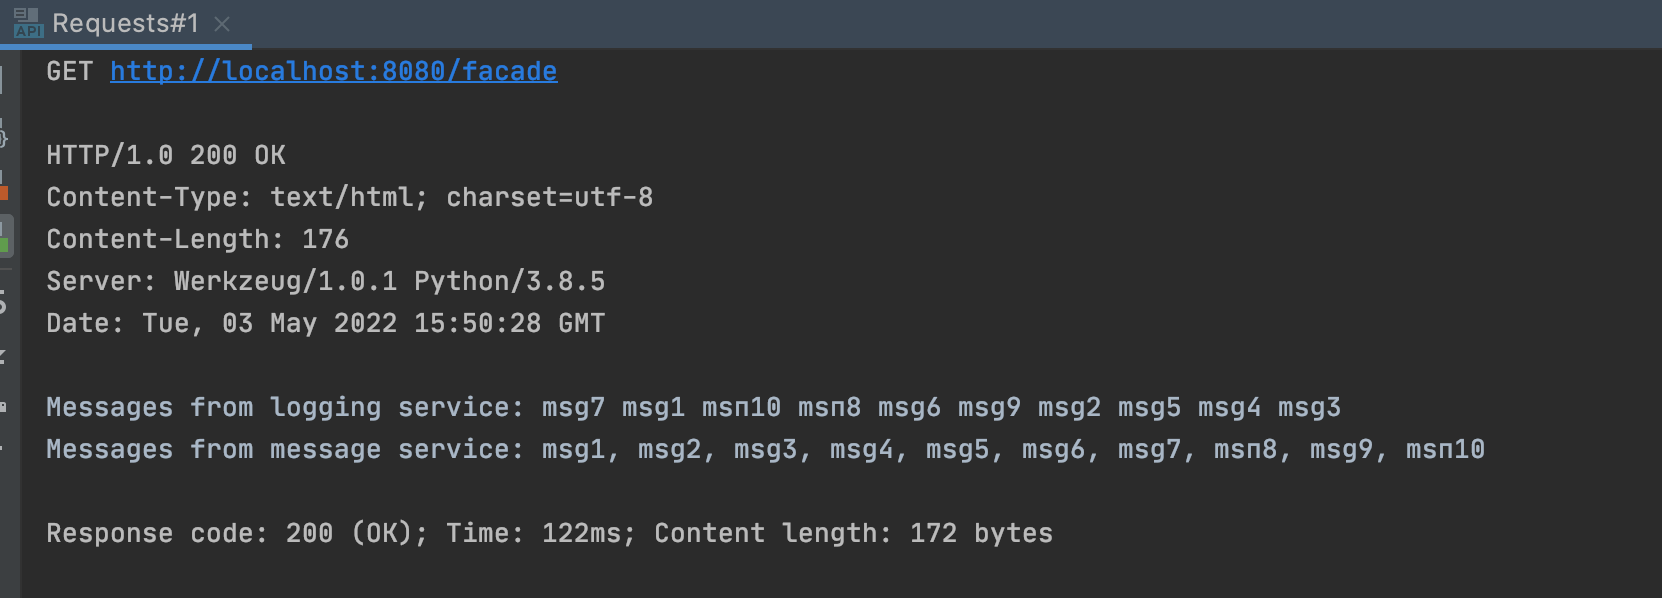 API Requests#1
GET http://localhost:8080/facade
HTTP/1.0 200 OK
Content-Type: text/html; charset=utf-8
Content-Length: 176
Server: Werkzeug/1.0.1 Python/3.8.5
Date: Tue, 03 May 2022 15:50:28 GMT
Messages from logging service: msg7 msg1 msп10 msп8 msg6 msg9 msg2 msg5 msg4 msg3
Messages from message service: msg1, msg2, msg3, msg4, msg5, msg6, msg7, msп8, msg9, msп10
Response code: 200 (OK); Time: 122ms; Content length: 172 bytes